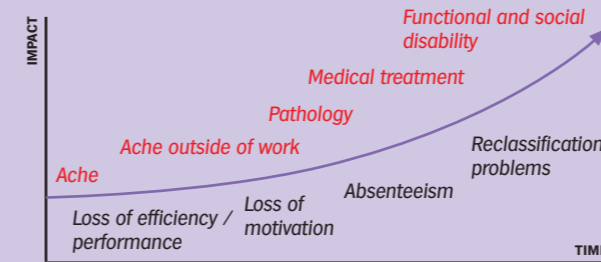 IMPACT
Functional and social
disability
Medical treatment
Pathology
Ache outside of work
Ache
Reclassification
problems
Absenteeism
Loss of
motivation
Loss of efficiency /
performance
TIME